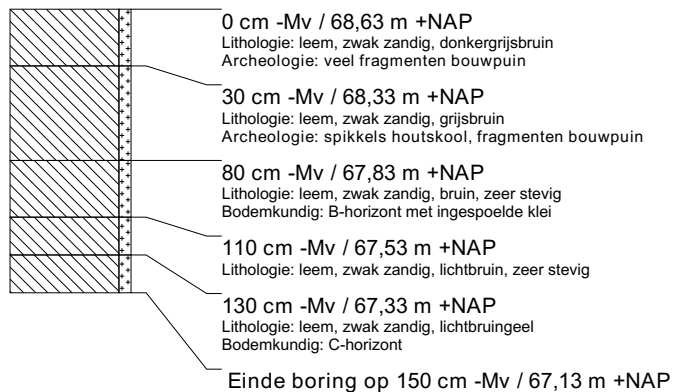 0 cm -Mv / 68,63 m +NAP
Lithologie: leem, zwak zandig, donkergrijsbruin
Archeologie: veel fragmenten bouwpuin
30 cm -Mv / 68,33 m +NAP
Lithologie: leem, zwak zandig, grijsbruin
Archeologie: spikkels houtskool, fragmenten bouwpuin
80 cm -Mv / 67,83 m +NAP
Lithologie: leem, zwak zandig, bruin, zeer stevig
Bodemkundig: B-horizont met ingespoelde klei
110 cm -Mv / 67,53 m +NAP
Lithologie: leem, zwak zandig, lichtbruin, zeer stevig
130 cm -Mv / 67,33 m +NAP
Lithologie: leem, zwak zandig, lichtbruingeel
Bodemkundig: C-horizont
Einde boring op 150 cm -Mv / 67,13 m +NAP